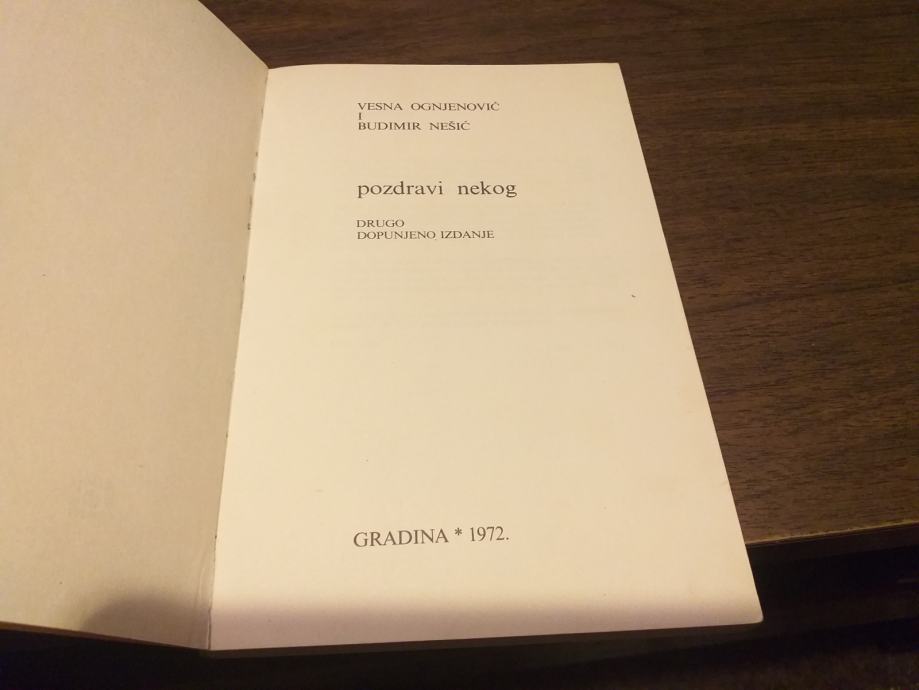 VESNA OGNJENOVIĆ
I
BUDIMIR NEŠIĆ
pozdravi nekog
DRUGO
DOPUNJENO IZDANJE
GRADINA * 1972.